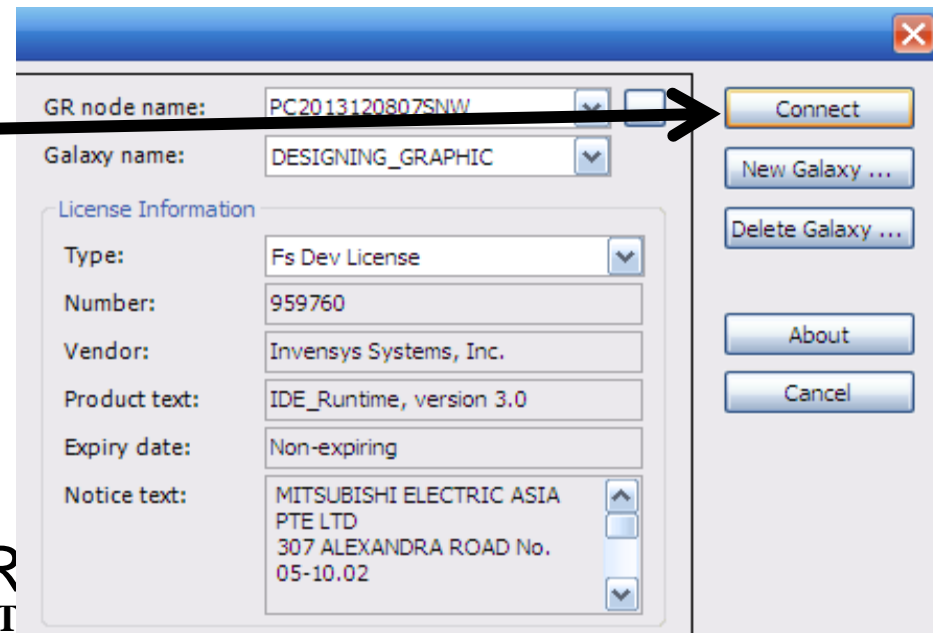 GR node name: PC2013120807SNW
Connect
Galaxy name: DESIGNING_GRAPHIC
New Galaxy ...
License Information
Delete Galaxy ...
Type: Fs Dev License
Number: 959760
Vendor: Invensys Systems, Inc.
About
Product text: IDE_Runtime, version 3.0
Cancel
Expiry date: Non-expiring
Notice text: MITSUBISHI ELECTRIC ASIA
PTE LTD
307 ALEXANDRA ROAD No.
05-10.02
R
T